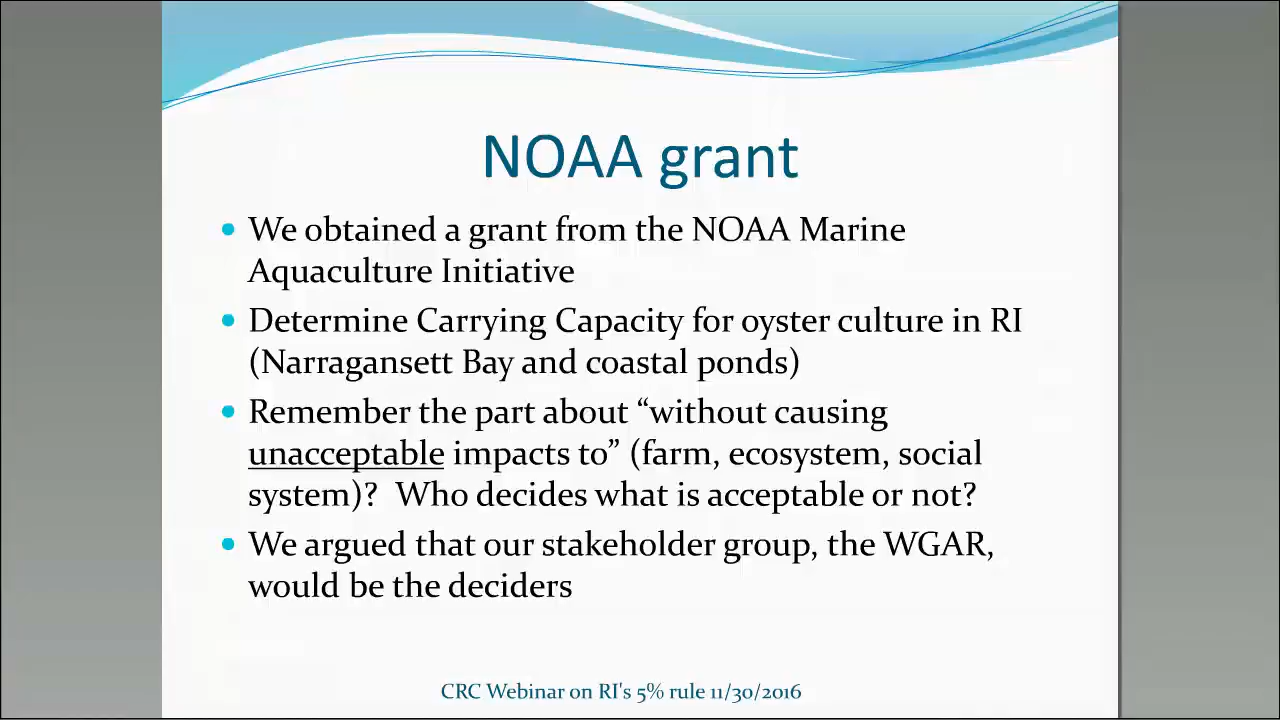 NOAA grant
• We obtained a grant from the NOAA Marine
Aquaculture Initiative
• Determine Carrying Capacity for oyster culture in RI
(Narragansett Bay and coastal ponds)
• Remember the part about “without causing
unacceptable impacts to” (farm, ecosystem, social
system)?  Who decides what is acceptable or not?
• We argued that our stakeholder group, the WGAR,
would be the deciders
CRC Webinar on RI's 5% rule 11/30/2016